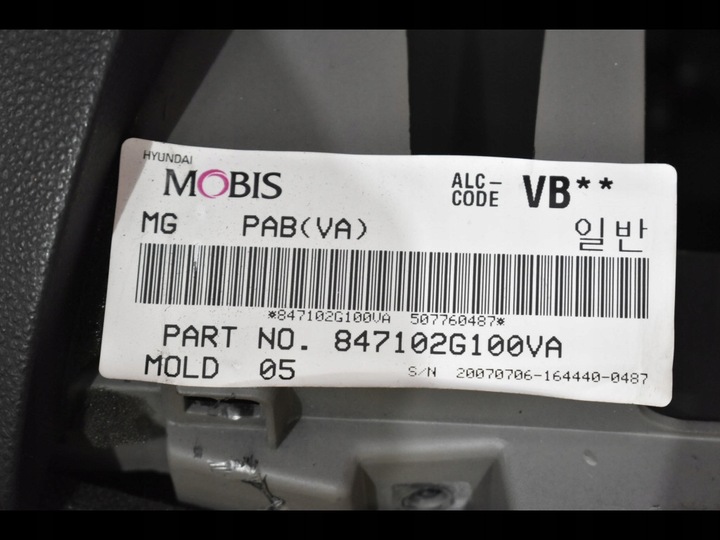 HYUNDAI
MOBIS
ALC-CODE VB**
MG PAB(VA) 일반
*847102G100VA 507760487*
PART NO. 847102G100VA
MOLD 05 S/N 20070706-164440-0487